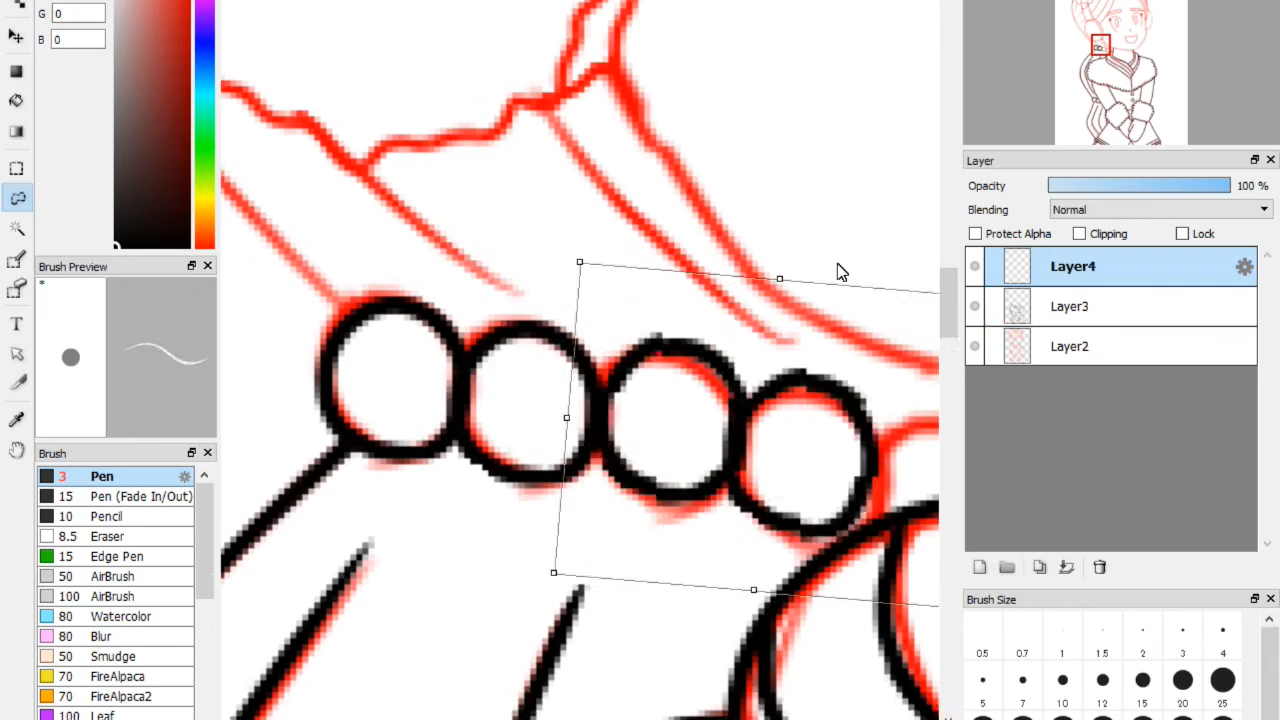 G 0
B 0
Brush Preview
*
Brush
3 Pen
15 Pen (Fade In/Out)
10 Pencil
8.5 Eraser
15 Edge Pen
50 AirBrush
100 AirBrush
80 Watercolor
80 Blur
50 Smudge
70 FireAlpaca
70 FireAlpaca2
100 Leaf
Layer
Opacity 100 %
Blending Normal
Protect Alpha Clipping Lock
Layer4
Layer3
Layer2
Brush Size
0.5 0.7 1 1.5 2 3 4
5 7 10 12 15 20 25